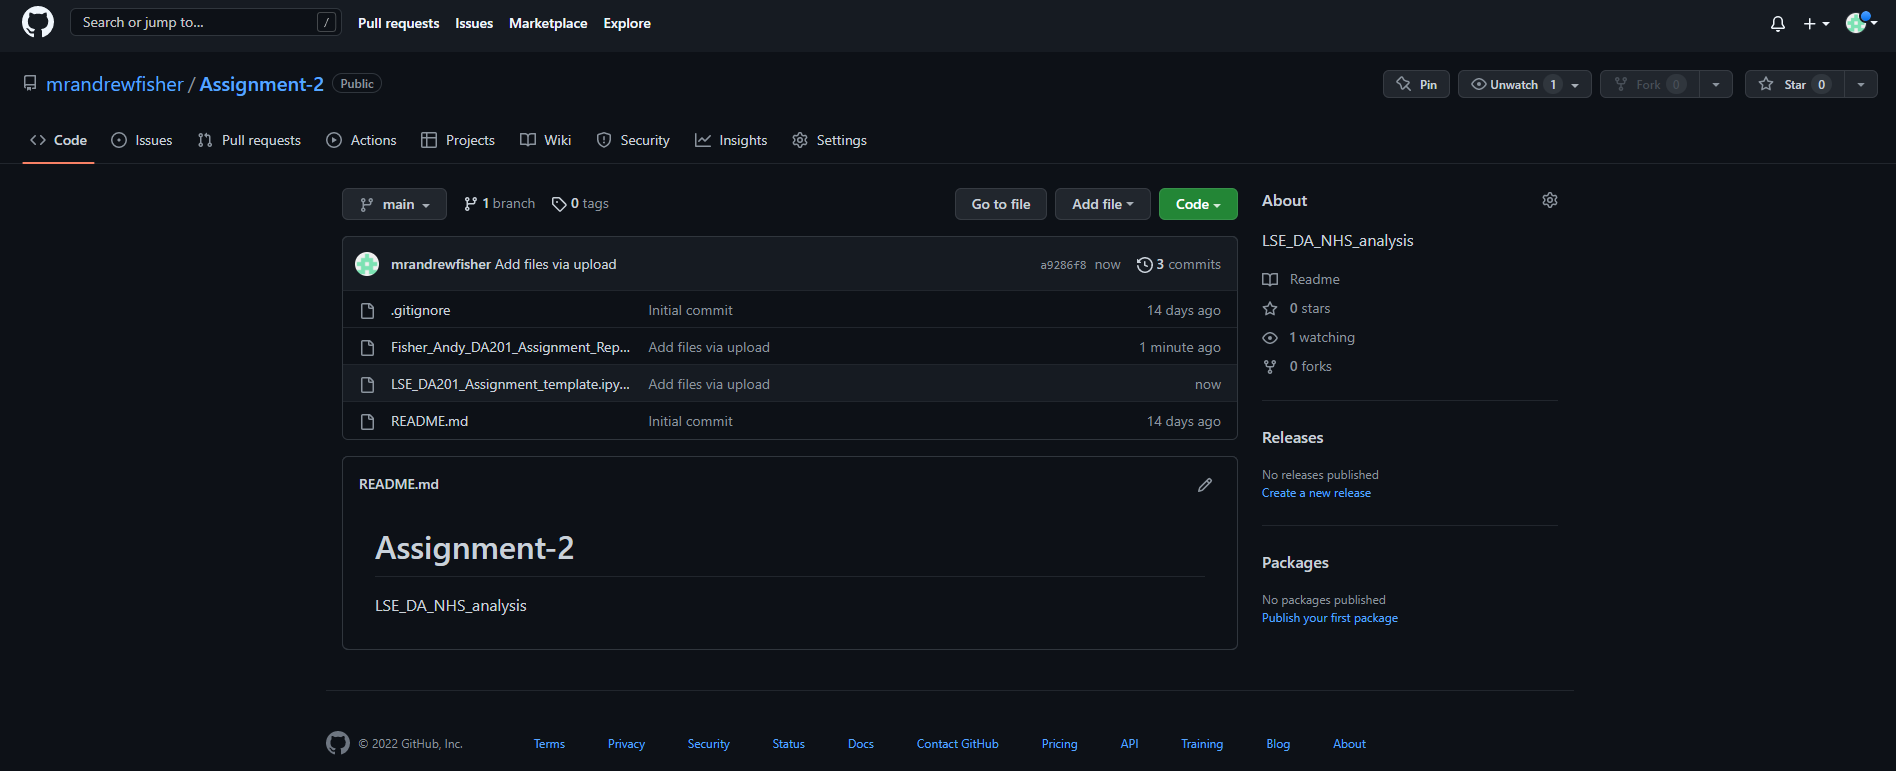 Search or jump to... / Pull requests Issues Marketplace Explore
mrandrewfisher / Assignment-2 Public Pin Unwatch 1 Fork 0 Star 0
Code Issues Pull requests Actions Projects Wiki Security Insights Settings
main 1 branch 0 tags Go to file Add file Code
mrandrewfisher Add files via upload a9286f8 now 3 commits
.gitignore Initial commit 14 days ago
Fisher_Andy_DA201_Assignment_Rep... Add files via upload 1 minute ago
LSE_DA201_Assignment_template.ipy... Add files via upload now
README.md Initial commit 14 days ago
README.md
Assignment-2
LSE_DA_NHS_analysis
About
LSE_DA_NHS_analysis
Readme
0 stars
1 watching
0 forks
Releases
No releases published
Create a new release
Packages
No packages published
Publish your first package
© 2022 GitHub, Inc. Terms Privacy Security Status Docs Contact GitHub Pricing API Training Blog About